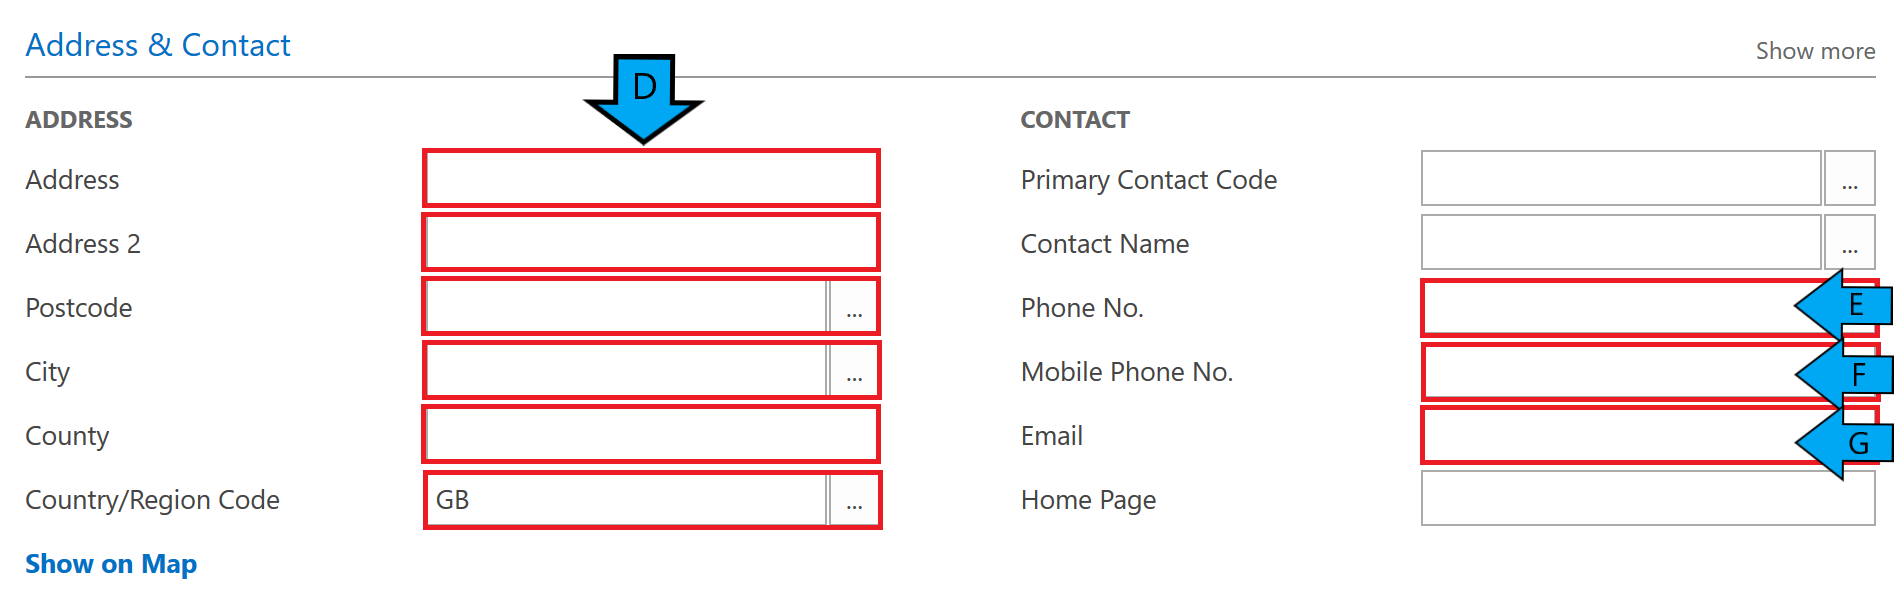 Address & Contact
Show more
D
ADDRESS
Address
Address 2
Postcode ...
City ...
County
Country/Region Code GB ...
Show on Map
CONTACT
Primary Contact Code ...
Contact Name ...
Phone No. E
Mobile Phone No. F
Email G
Home Page